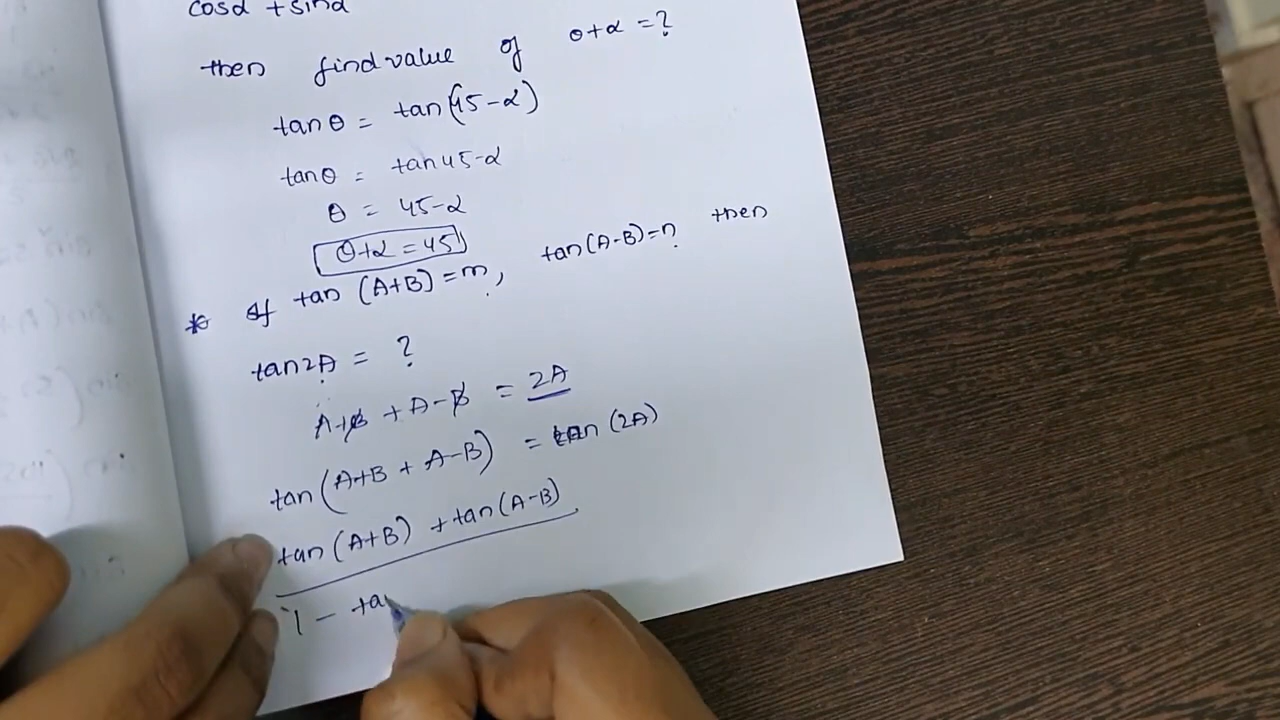 cosα + sinα
then find value of θ+α = ?
tanθ = tan(45-α)
tanθ = tan45-α
θ = 45-α
θ+α = 45
* If tan (A+B) = m, tan(A-B) = n then
tan2A = ?
A+B + A-B = 2A
tan (A+B + A-B) = tan (2A)
tan (A+B) + tan (A-B)
1 - ta